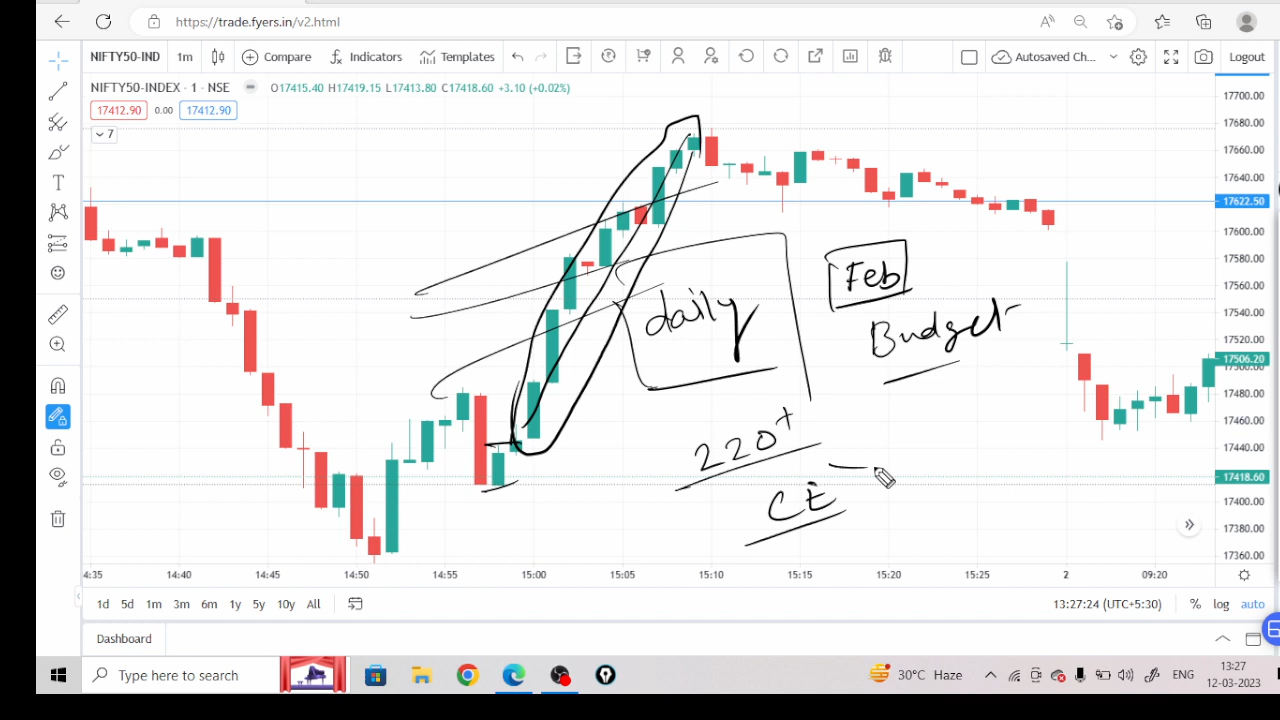 https://trade.fyers.in/v2.html
NIFTY50-IND 1m Compare Indicators Templates Autosaved Ch... Logout
NIFTY50-INDEX · 1 · NSE O17415.40 H17419.15 L17413.80 C17418.60 +3.10 (+0.02%)
17412.90 0.00 17412.90
7
17700.00
17680.00
17660.00
17640.00
17622.50
17600.00
17580.00
17560.00
17540.00
17520.00
17506.20
17500.00
17480.00
17460.00
17440.00
17418.60
17400.00
17380.00
17360.00
Feb
daily
Budget
220+
CE
4:35 14:40 14:45 14:50 14:55 15:00 15:05 15:10 15:15 15:20 15:25 2 09:20
1d 5d 1m 3m 6m 1y 5y 10y All 13:27:24 (UTC+5:30) % log auto
Dashboard
Type here to search 30°C Haze ENG 13:27
12-03-2023